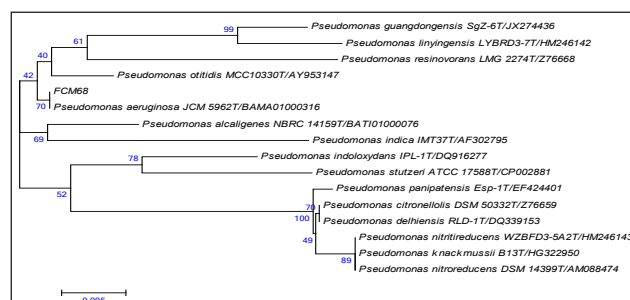 Pseudomonas guangdongensis SgZ-6T/JX274436
99
Pseudomonas linyingensis LYBRD3-7T/HM246142
61
Pseudomonas resinovorans LMG 2274T/Z76668
40
Pseudomonas otitidis MCC10330T/AY953147
42
FCM68
70
Pseudomonas aeruginosa JCM 5962T/BAMA01000316
Pseudomonas alcaligenes NBRC 14159T/BATI01000076
69
Pseudomonas indica IMT37T/AF302795
Pseudomonas indoloxydans IPL-1T/DQ916277
78
Pseudomonas stutzeri ATCC 17588T/CP002881
52
Pseudomonas panipatensis Esp-1T/EF424401
70
Pseudomonas citronellolis DSM 50332T/Z76659
100
Pseudomonas delhiensis RLD-1T/DQ339153
49
Pseudomonas nitritireducens WZBFD3-5A2T/HM246143
Pseudomonas knackmussii B13T/HG322950
89
Pseudomonas nitroreducens DSM 14399T/AM088474